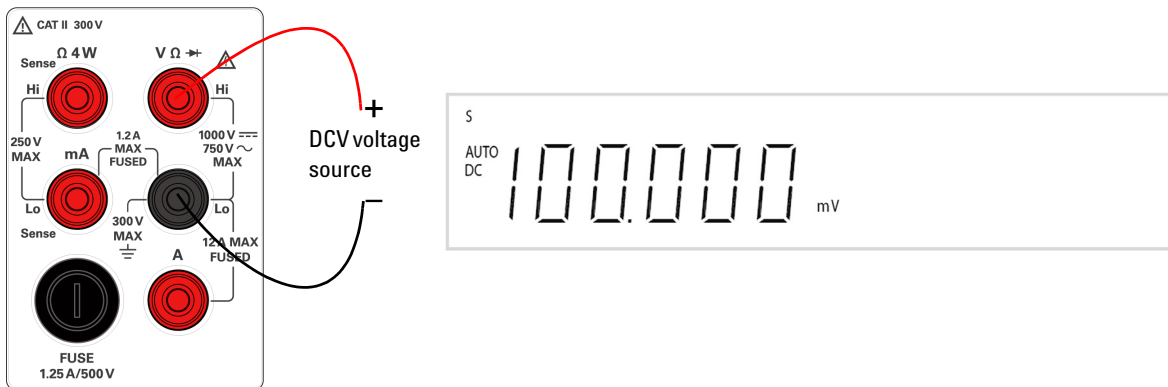 ⚠ CAT II 300 V
Ω 4 W
V Ω
Sense
Hi
Hi
250 V
MAX
mA
1.2 A
MAX
FUSED
1000 V
750 V
MAX
Lo
Lo
Sense
300 V
MAX
A
12 A MAX
FUSED
FUSE
1.25 A/500 V
+
DCV voltage
source
–
S
AUTO
DC
100.000
mV